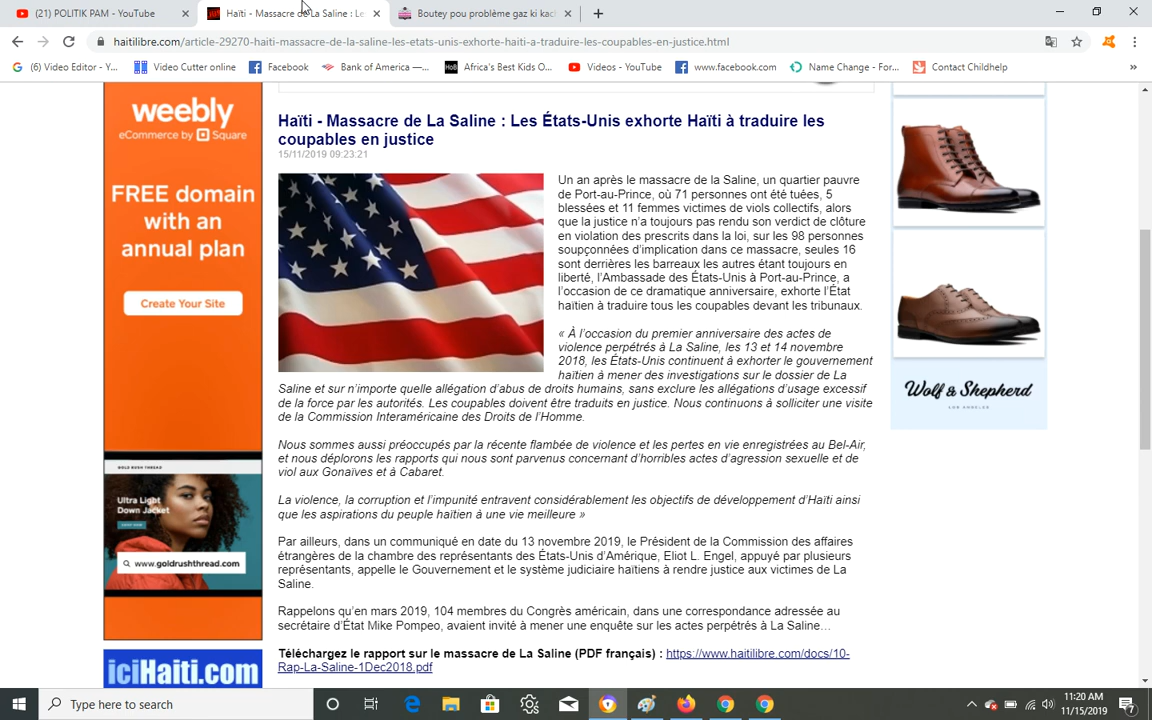 (21) POLITIK PAM - YouTube
Haïti - Massacre de La Saline : Le
Boutey pou problème gaz ki kac
haitilibre.com/article-29270-haiti-massacre-de-la-saline-les-etats-unis-exhorte-haiti-a-traduire-les-coupables-en-justice.html
(6) Video Editor - Y...
Video Cutter online
Facebook
Bank of America —...
Africa's Best Kids O...
Videos - YouTube
www.facebook.com
Name Change - For...
Contact Childhelp
»
weebly
eCommerce by Square
FREE domain
with an
annual plan
Create Your Site
GOLD RUSH THREAD
Ultra Light
Down Jacket
SHOP NOW
www.goldrushthread.com
iciHaiti.com
Haïti - Massacre de La Saline : Les États-Unis exhorte Haïti à traduire les
coupables en justice
15/11/2019 09:23:21
Un an après le massacre de la Saline, un quartier pauvre
de Port-au-Prince, où 71 personnes ont été tuées, 5
blessées et 11 femmes victimes de viols collectifs, alors
que la justice n'a toujours pas rendu son verdict de clôture
en violation des prescrits dans la loi, sur les 98 personnes
soupçonnées d'implication dans ce massacre, seules 16
sont derrières les barreaux les autres étant toujours en
liberté, l'Ambassade des États-Unis à Port-au-Prince, a
l'occasion de ce dramatique anniversaire, exhorte l'État
haïtien à traduire tous les coupables devant les tribunaux.
« À l'occasion du premier anniversaire des actes de
violence perpétrés à La Saline, les 13 et 14 novembre
2018, les États-Unis continuent à exhorter le gouvernement
haïtien à mener des investigations sur le dossier de La
Saline et sur n'importe quelle allégation d'abus de droits humains, sans exclure les allégations d'usage excessif
de la force par les autorités. Les coupables doivent être traduits en justice. Nous continuons à solliciter une visite
de la Commission Interaméricaine des Droits de l'Homme.
Nous sommes aussi préoccupés par la récente flambée de violence et les pertes en vie enregistrées au Bel-Air,
et nous déplorons les rapports qui nous sont parvenus concernant d'horribles actes d'agression sexuelle et de
viol aux Gonaïves et à Cabaret.
La violence, la corruption et l'impunité entravent considérablement les objectifs de développement d'Haïti ainsi
que les aspirations du peuple haïtien à une vie meilleure »
Par ailleurs, dans un communiqué en date du 13 novembre 2019, le Président de la Commission des affaires
étrangères de la chambre des représentants des États-Unis d'Amérique, Eliot L. Engel, appuyé par plusieurs
représentants, appelle le Gouvernement et le système judiciaire haïtiens à rendre justice aux victimes de La
Saline.
Rappelons qu'en mars 2019, 104 membres du Congrès américain, dans une correspondance adressée au
secrétaire d'État Mike Pompeo, avaient invité à mener une enquête sur les actes perpétrés à La Saline...
Téléchargez le rapport sur le massacre de La Saline (PDF français) : https://www.haitilibre.com/docs/10-
Rap-La-Saline-1Dec2018.pdf
Wolf & Shepherd
LOS ANGELES
Type here to search
11:20 AM
11/15/2019
7